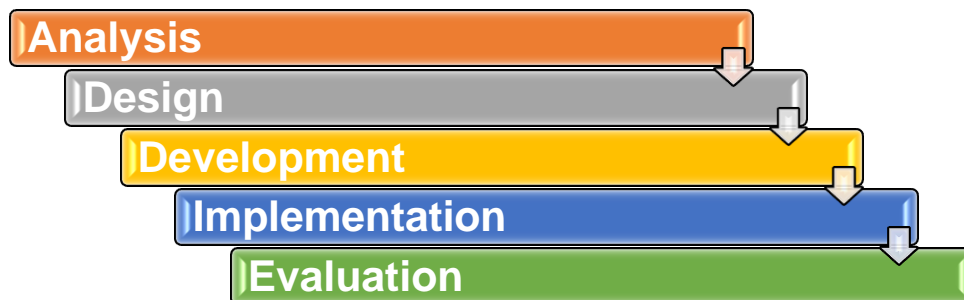 Analysis
Design
Development
Implementation
Evaluation